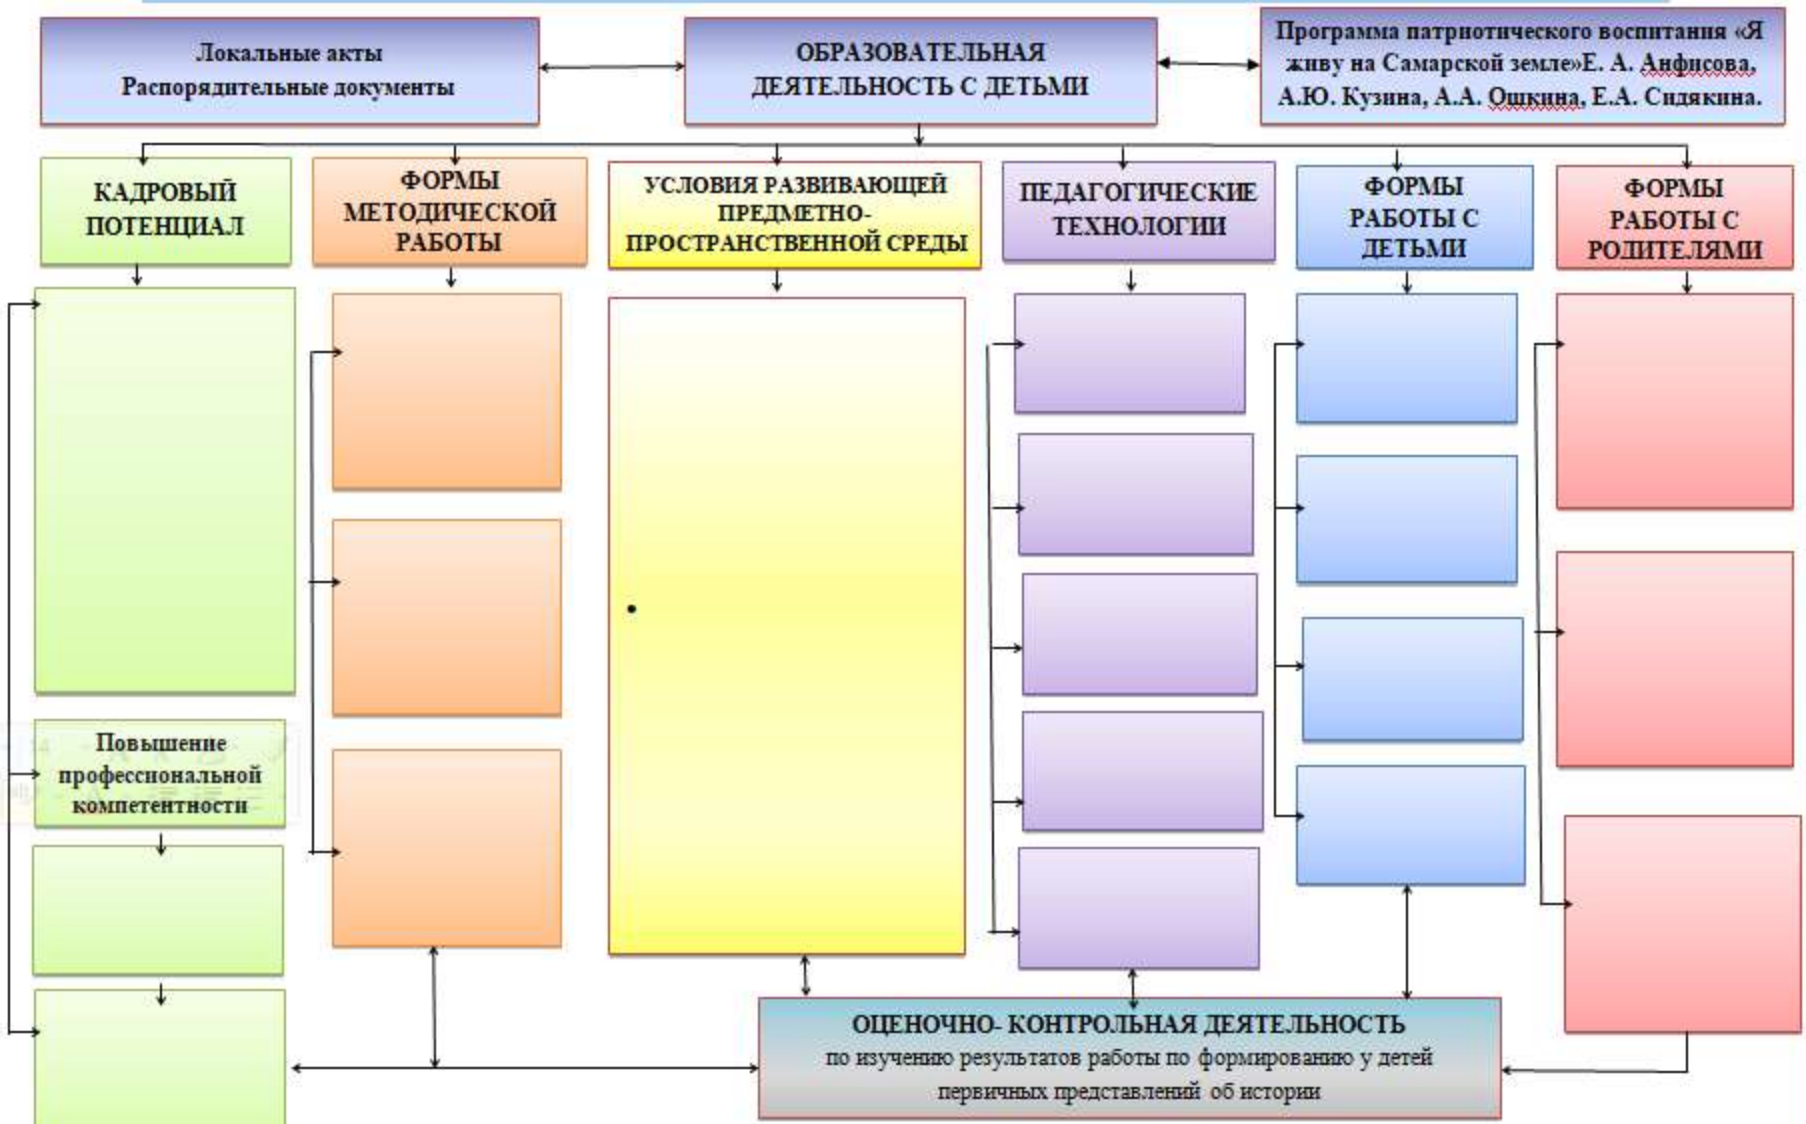 Локальные акты
Распорядительные документы
ОБРАЗОВАТЕЛЬНАЯ
ДЕЯТЕЛЬНОСТЬ С ДЕТЬМИ
Программа патриотического воспитания «Я
живу на Самарской земле»Е. А. Анфисова,
А.Ю. Кузина, А.А. Ошкина, Е.А. Сидякина.
КАДРОВЫЙ
ПОТЕНЦИАЛ
ФОРМЫ
МЕТОДИЧЕСКОЙ
РАБОТЫ
УСЛОВИЯ РАЗВИВАЮЩЕЙ
ПРЕДМЕТНО-
ПРОСТРАНСТВЕННОЙ СРЕДЫ
ПЕДАГОГИЧЕСКИЕ
ТЕХНОЛОГИИ
ФОРМЫ
РАБОТЫ С
ДЕТЬМИ
ФОРМЫ
РАБОТЫ С
РОДИТЕЛЯМИ
Повышение
профессиональной
компетентности
ОЦЕНОЧНО- КОНТРОЛЬНАЯ ДЕЯТЕЛЬНОСТЬ
по изучению результатов работы по формированию у детей
первичных представлений об истории